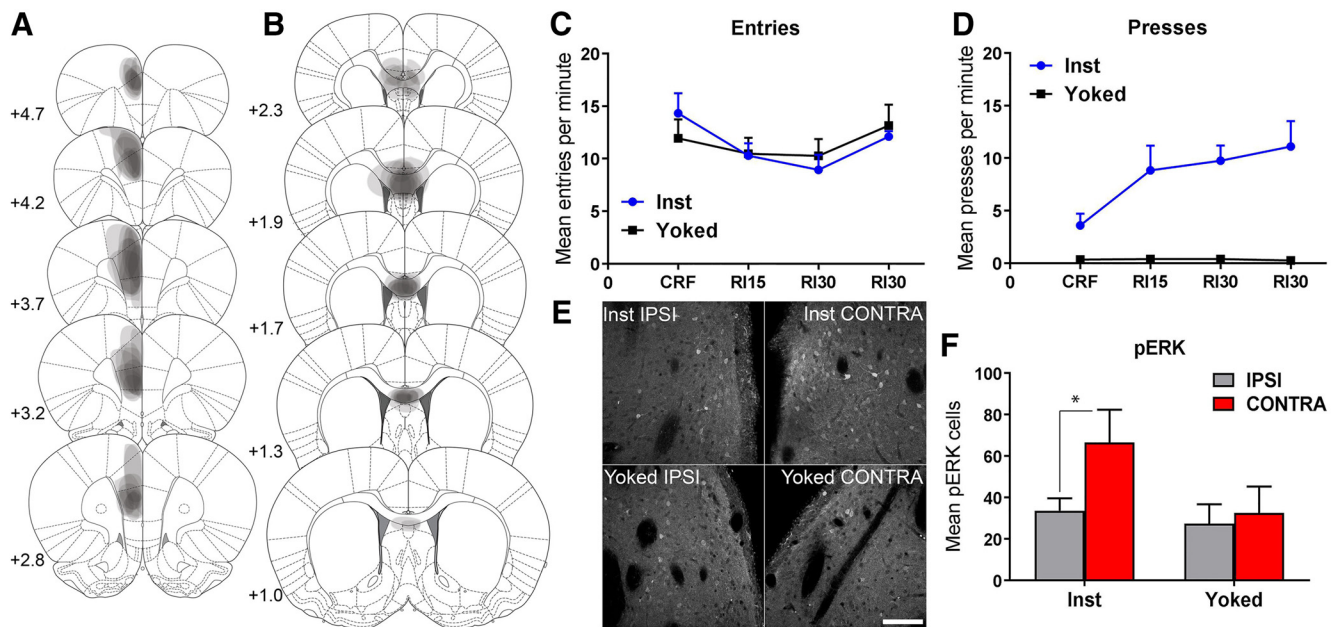 A
+4.7
+4.2
+3.7
+3.2
+2.8
B
+2.3
+1.9
+1.7
+1.3
+1.0
C
Entries
Mean entries per minute
20
15
10
5
0
Inst
Yoked
0 CRF RI15 RI30 RI30
D
Presses
Mean presses per minute
20
15
10
5
0
Inst
Yoked
0 CRF RI15 RI30 RI30
E
Inst IPSI
Inst CONTRA
Yoked IPSI
Yoked CONTRA
F
pERK
Mean pERK cells
100
80
60
40
20
0
IPSI
CONTRA
*
Inst Yoked